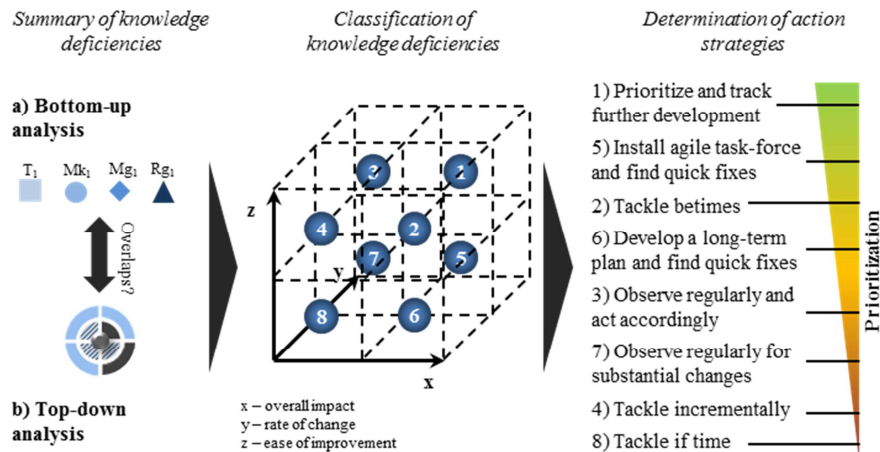 Summary of knowledge
deficiencies
Classification of
knowledge deficiencies
Determination of action
strategies
a) Bottom-up
analysis
T1
Mk1
Mg1
Rg1
Overlaps?
b) Top-down
analysis
z
y
x
3
1
4
2
7
5
8
6
x – overall impact
y – rate of change
z – ease of improvement
1) Prioritize and track
further development
5) Install agile task-force
and find quick fixes
2) Tackle betimes
6) Develop a long-term
plan and find quick fixes
3) Observe regularly and
act accordingly
7) Observe regularly for
substantial changes
4) Tackle incrementally
8) Tackle if time
Prioritization